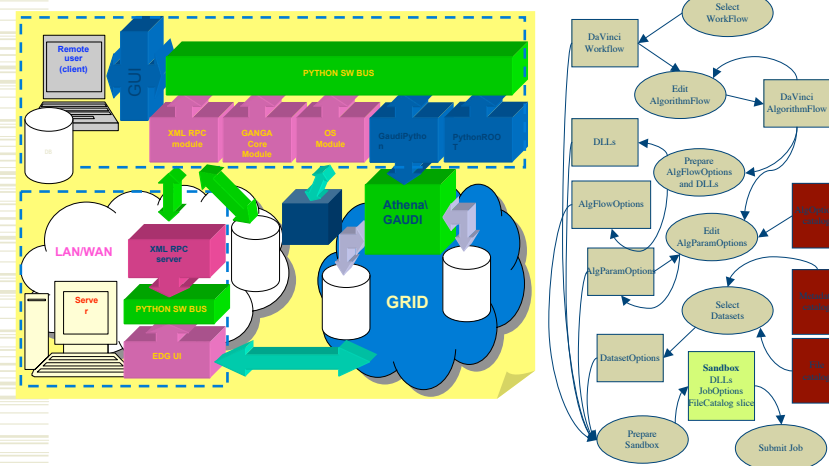 Remote
user
(client)
GUI
PYTHON SW BUS
XML RPC
module
GANGA
Core
Module
OS
Module
GaudiPytho
n
PythonROO
T
Athena\
GAUDI
LAN/WAN
XML RPC
server
Serve
r
PYTHON SW BUS
EDG UI
GRID
Select
WorkFlow
DaVinci
Workflow
Edit
AlgorithmFlow
DaVinci
AlgorithmFlow
DLLs
Prepare
AlgFlowOptions
and DLLs
AlgFlowOptions
Edit
AlgParamOptions
AlgParamOptions
Select
Datasets
DatasetOptions
Sandbox
DLLs
JobOptions
FileCatalog slice
Prepare
Sandbox
Submit Job